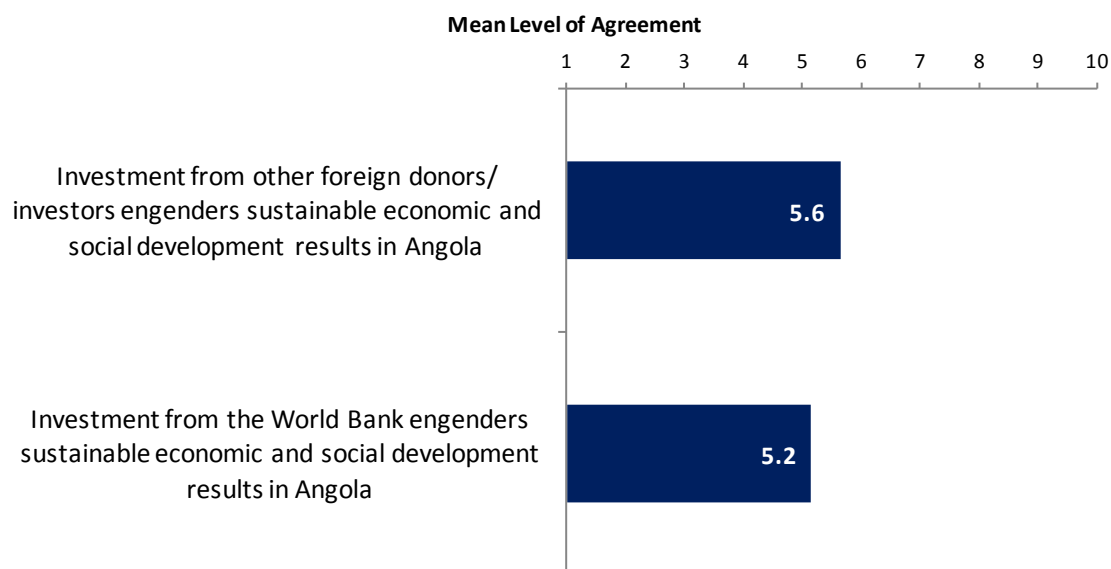 Mean Level of Agreement
1 2 3 4 5 6 7 8 9 10
Investment from other foreign donors/
investors engenders sustainable economic and
social development results in Angola
5.6
Investment from the World Bank engenders
sustainable economic and social development
results in Angola
5.2